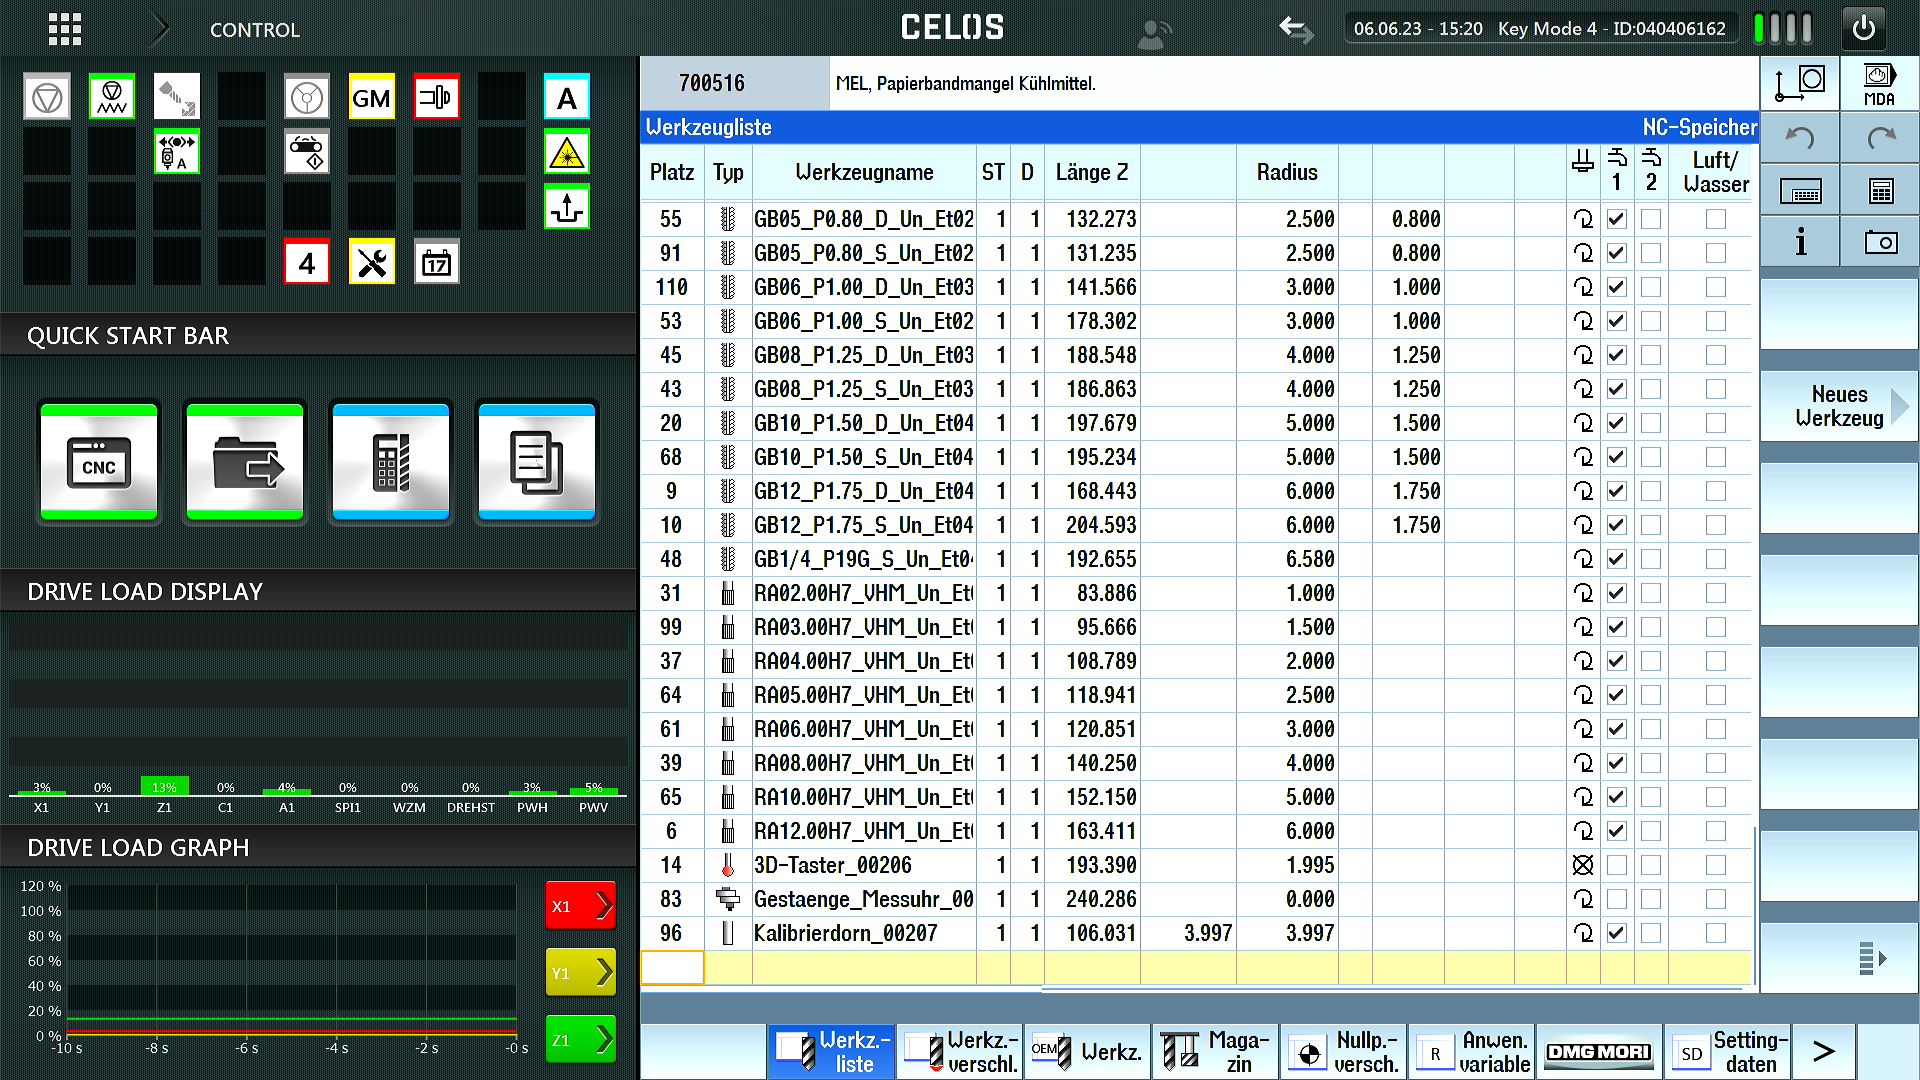 CONTROL
CELOS
06.06.23 - 15:20 Key Mode 4 - ID:040406162
GM
A
A
4
17
QUICK START BAR
CNC
DRIVE LOAD DISPLAY
3% 0% 13% 0% 4% 0% 0% 0% 3% 5%
X1 Y1 Z1 C1 A1 SPI1 WZM DREHST PWH PWV
DRIVE LOAD GRAPH
120 %
100 %
80 %
60 %
40 %
20 %
0 %
-10 s -8 s -6 s -4 s -2 s -0 s
X1
Y1
Z1
700516 MEL, Papierbandmangel Kühlmittel.
Werkzeugliste NC-Speicher
Platz Typ Werkzeugname ST D Länge Z Radius 1 2 Luft/
Wasser
55 GB05_P0.80_D_Un_Et02 1 1 132.273 2.500 0.800
91 GB05_P0.80_S_Un_Et02 1 1 131.235 2.500 0.800
110 GB06_P1.00_D_Un_Et03 1 1 141.566 3.000 1.000
53 GB06_P1.00_S_Un_Et02 1 1 178.302 3.000 1.000
45 GB08_P1.25_D_Un_Et03 1 1 188.548 4.000 1.250
43 GB08_P1.25_S_Un_Et03 1 1 186.863 4.000 1.250
20 GB10_P1.50_D_Un_Et04 1 1 197.679 5.000 1.500
68 GB10_P1.50_S_Un_Et04 1 1 195.234 5.000 1.500
9 GB12_P1.75_D_Un_Et04 1 1 168.443 6.000 1.750
10 GB12_P1.75_S_Un_Et04 1 1 204.593 6.000 1.750
48 GB1/4_P19G_S_Un_Et04 1 1 192.655 6.580
31 RA02.00H7_VHM_Un_Et0 1 1 83.886 1.000
99 RA03.00H7_VHM_Un_Et0 1 1 95.666 1.500
37 RA04.00H7_VHM_Un_Et0 1 1 108.789 2.000
64 RA05.00H7_VHM_Un_Et0 1 1 118.941 2.500
61 RA06.00H7_VHM_Un_Et0 1 1 120.851 3.000
39 RA08.00H7_VHM_Un_Et0 1 1 140.250 4.000
65 RA10.00H7_VHM_Un_Et0 1 1 152.150 5.000
6 RA12.00H7_VHM_Un_Et0 1 1 163.411 6.000
14 3D-Taster_00206 1 1 193.390 1.995
83 Gestaenge_Messuhr_00 1 1 240.286 0.000
96 Kalibrierdorn_00207 1 1 106.031 3.997 3.997
MDA
i
Neues
Werkzeug
Werkz.-
liste
Werkz.-
verschl.
OEM Werkz.
Maga-
zin
Nullp.-
versch.
R Anwen.
variable
DMG MORI
SD Setting-
daten
>